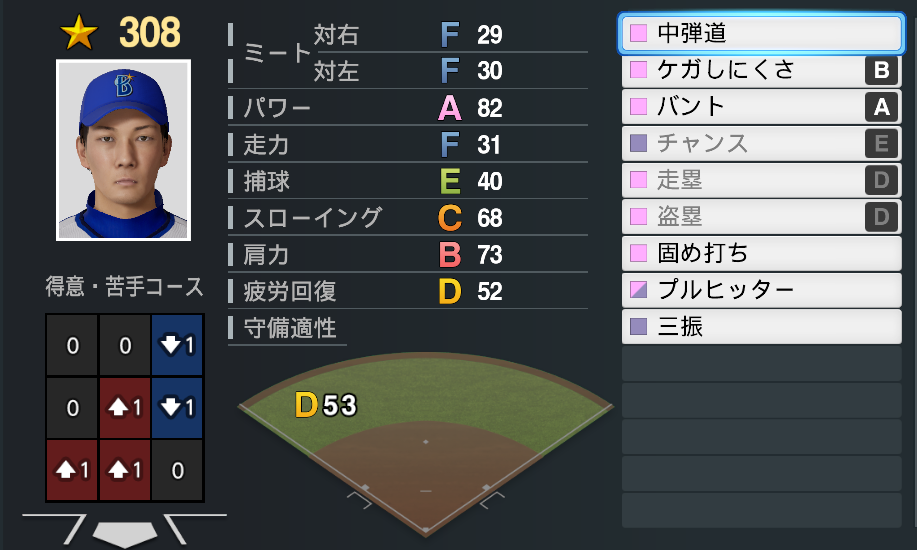 308
B
得意・苦手コース
0 0 1
0 1 1
1 1 0
ミート 対右 F 29
対左 F 30
パワー A 82
走力 F 31
捕球 E 40
スローイング C 68
肩力 B 73
疲労回復 D 52
守備適性
D 53
中弾道
ケガしにくさ B
バント A
チャンス E
走塁 D
盗塁 D
固め打ち
プルヒッター
三振